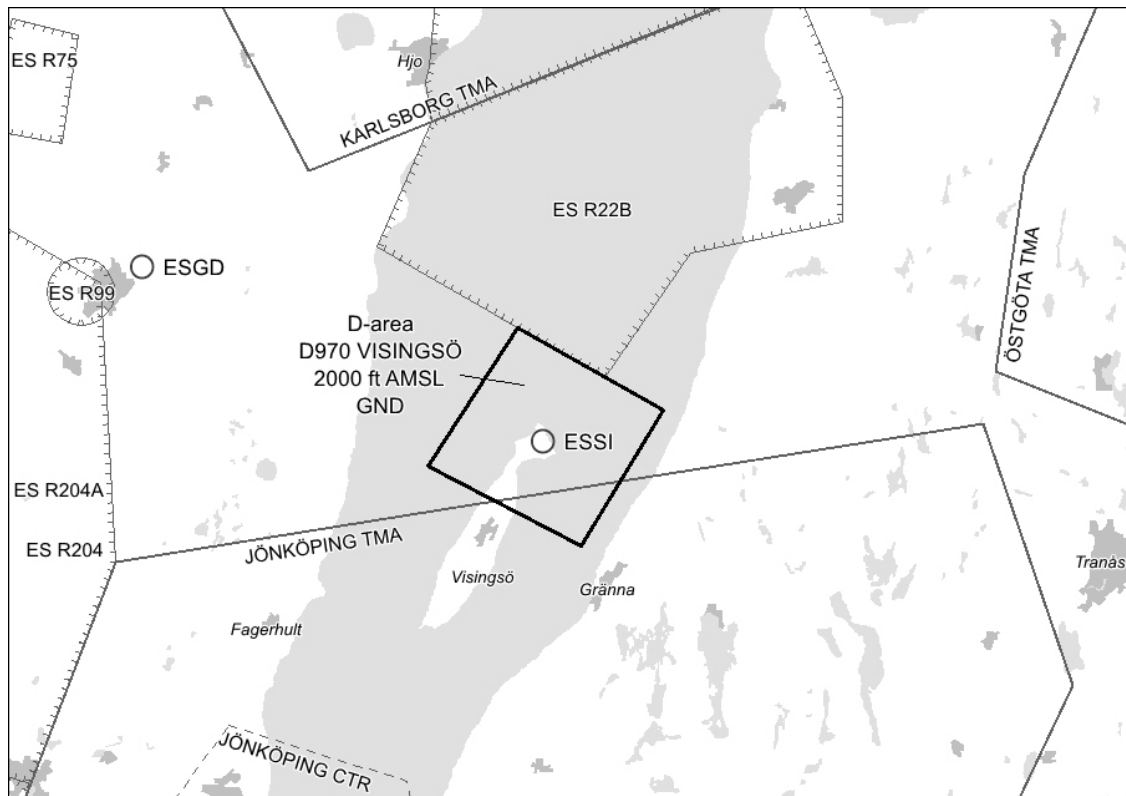 ES R75
Hjo
KARLSBORG TMA
ES R22B
ESGD
ES R99
ÖSTGÖTA TMA
D-area
D970 VISINGSÖ
2000 ft AMSL
GND
ESSI
ES R204A
ES R204
JÖNKÖPING TMA
Visingsö
Gränna
Tranås
Fagerhult
JÖNKÖPING CTR